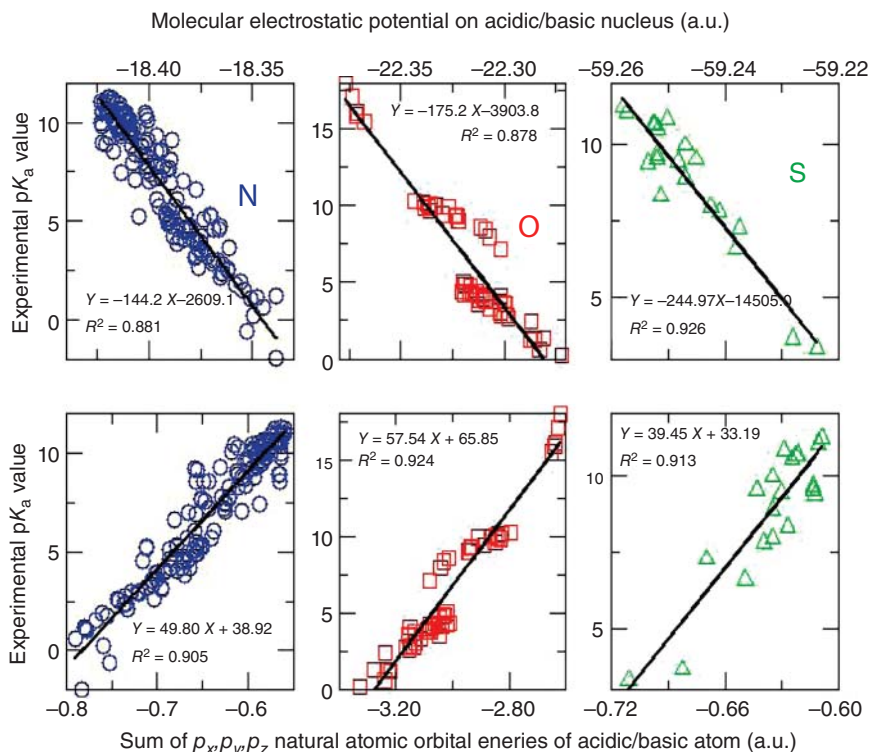 Molecular electrostatic potential on acidic/basic nucleus (a.u.)
−18.40 −18.35 −22.35 −22.30 −59.26 −59.24 −59.22
Experimental pKa value
10
5
0
N
Y = −144.2 X−2609.1
R² = 0.881
15
10
5
0
Y = −175.2 X−3903.8
R² = 0.878
O
10
5
S
Y = −244.97X−14505.0
R² = 0.926
Experimental pKa value
10
5
0
Y = 49.80 X + 38.92
R² = 0.905
15
10
5
0
Y = 57.54 X + 65.85
R² = 0.924
10
5
Y = 39.45 X + 33.19
R² = 0.913
−0.8 −0.7 −0.6 −3.20 −2.80 −0.72 −0.66 −0.60
Sum of px,py,pz natural atomic orbital eneries of acidic/basic atom (a.u.)